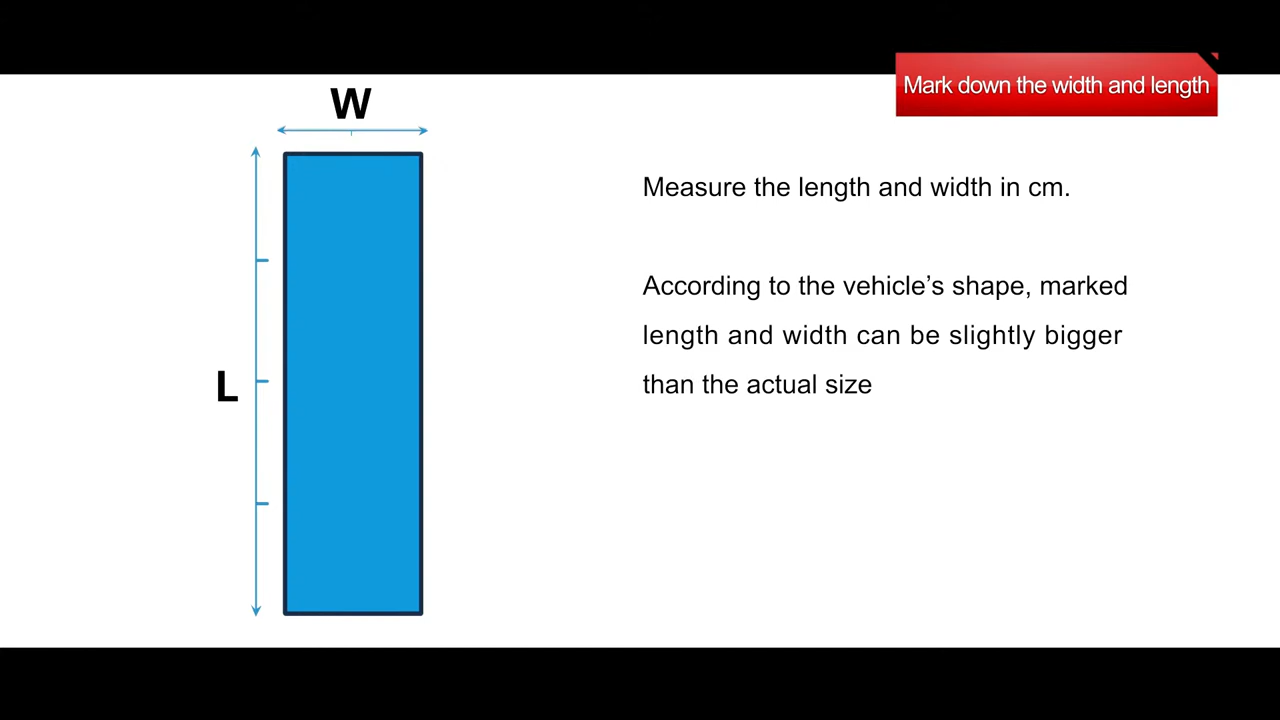 Mark down the width and length
W
L
Measure the length and width in cm.
According to the vehicle’s shape, marked
length and width can be slightly bigger
than the actual size